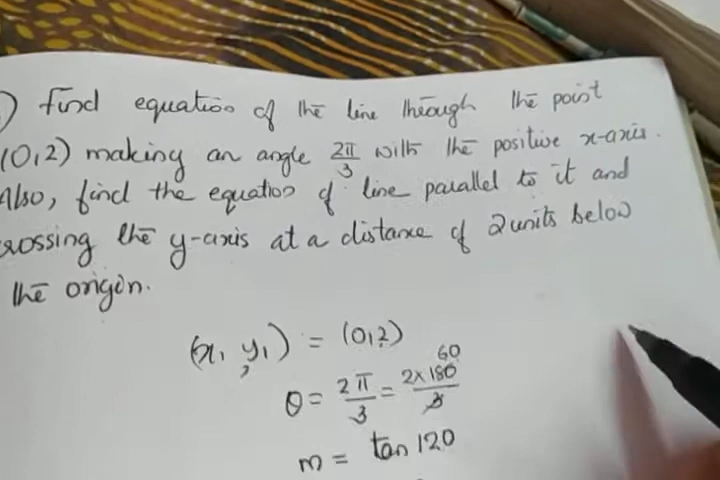 ) find equation of the line through the point
(0,2) making an angle 2π/3 with the positive x-axis.
Also, find the equation of line parallel to it and
crossing the y-axis at a distance of 2 units below
the origin.
(x1, y1) = (0,2)
θ = 2π/3 = 2×180/3 60
m = tan 120